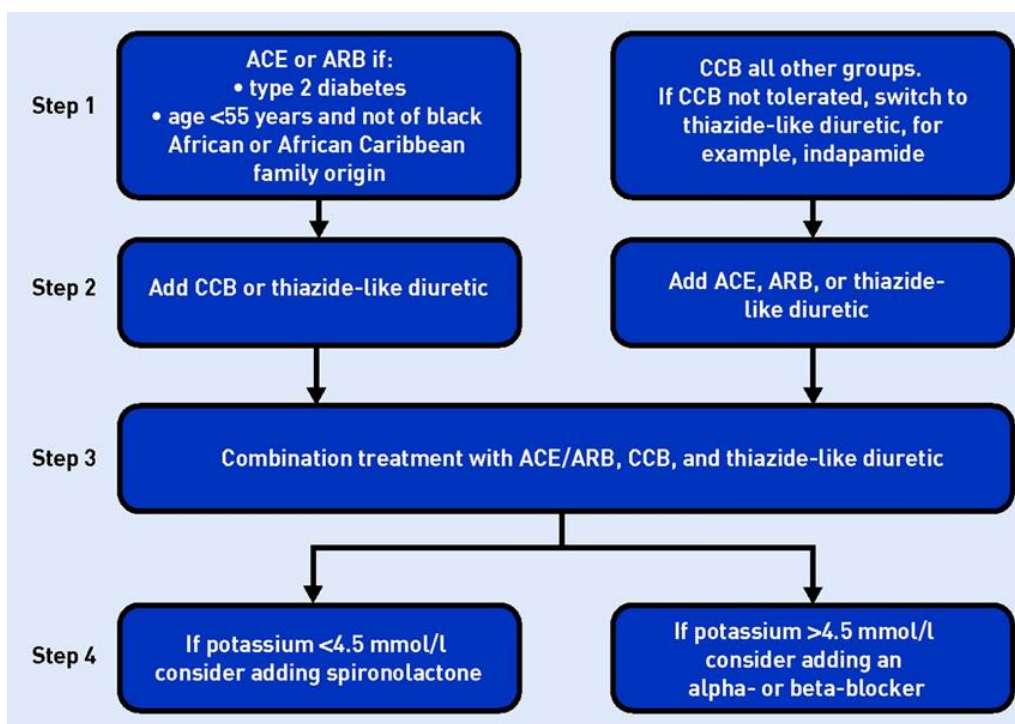 Step 1
ACE or ARB if:
• type 2 diabetes
• age <55 years and not of black
African or African Caribbean
family origin
CCB all other groups.
If CCB not tolerated, switch to
thiazide-like diuretic, for
example, indapamide
Step 2
Add CCB or thiazide-like diuretic
Add ACE, ARB, or thiazide-
like diuretic
Step 3
Combination treatment with ACE/ARB, CCB, and thiazide-like diuretic
Step 4
If potassium <4.5 mmol/l
consider adding spironolactone
If potassium >4.5 mmol/l
consider adding an
alpha- or beta-blocker